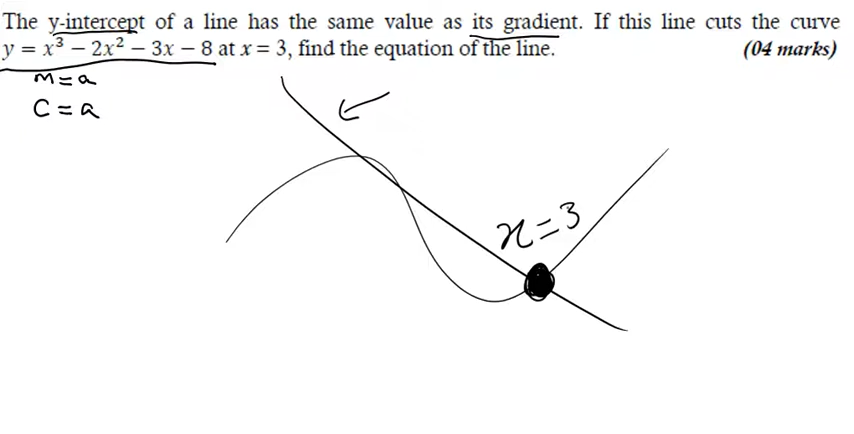 The y-intercept of a line has the same value as its gradient. If this line cuts the curve
y = x³ − 2x² − 3x − 8 at x = 3, find the equation of the line. (04 marks)
m = a
C = a
x = 3